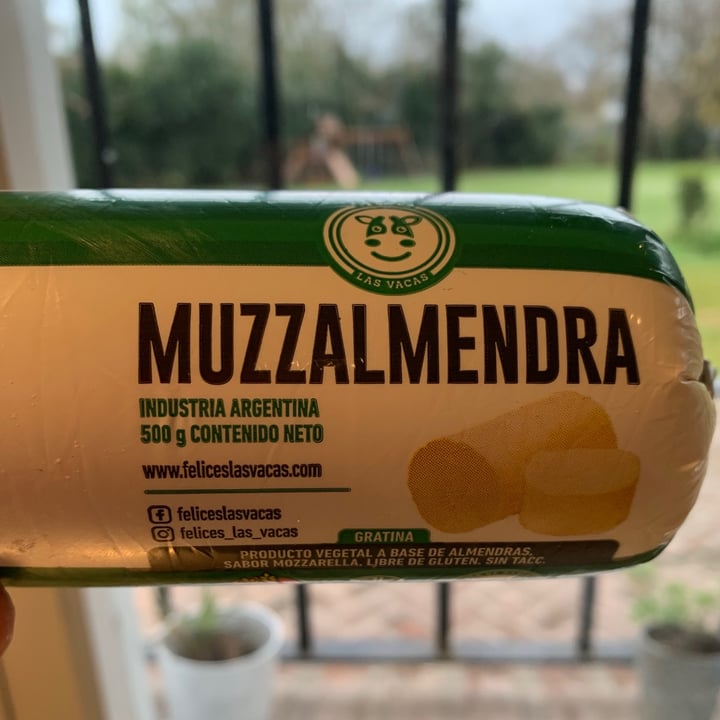 LAS VACAS
MUZZALMENDRA
INDUSTRIA ARGENTINA
500 g CONTENIDO NETO
www.feliceslasvacas.com
feliceslasvacas
felices_las_vacas
GRATINA
PRODUCTO VEGETAL A BASE DE ALMENDRAS,
SABOR MOZZARELLA. LIBRE DE GLUTEN. SIN TACC.